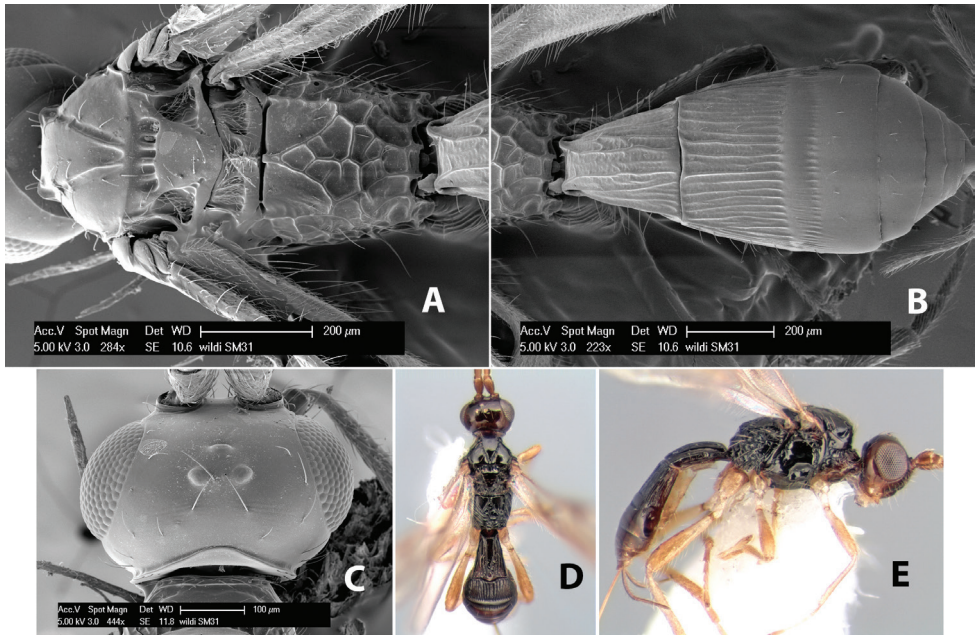 A
Acc.V Spot Magn Det WD 200 µm
5.00 kV 3.0 284x SE 10.6 wildi SM31
B
Acc.V Spot Magn Det WD 200 µm
5.00 kV 3.0 223x SE 10.6 wildi SM31
C
Acc.V Spot Magn Det WD 100 µm
5.00 kV 3.0 444x SE 11.8 wildi SM31
D
E